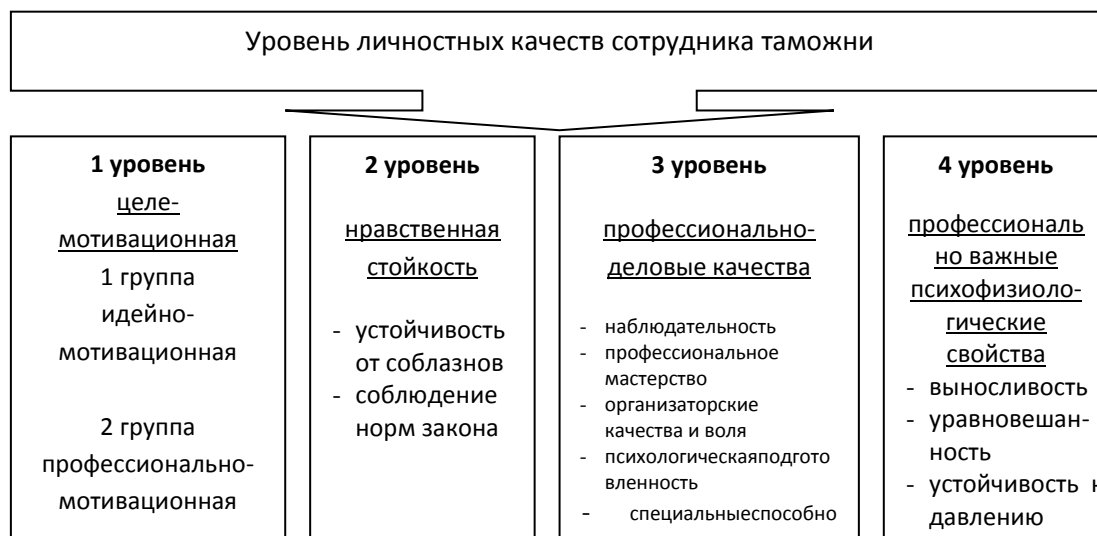 Уровень личностных качеств сотрудника таможни
1 уровень
целе-
мотивационная
1 группа
идейно-
мотивационная
2 группа
профессионально-
мотивационная
2 уровень
нравственная
стойкость
- устойчивость
от соблазнов
- соблюдение
норм закона
3 уровень
профессионально-
деловые качества
- наблюдательность
- профессиональное
мастерство
- организаторские
качества и воля
- психологическаяподгото
вленность
- специальныеспособно
4 уровень
профессиональ
но важные
психофизиоло-
гические
свойства
- выносливость
- уравновешан-
ность
- устойчивость
давлению